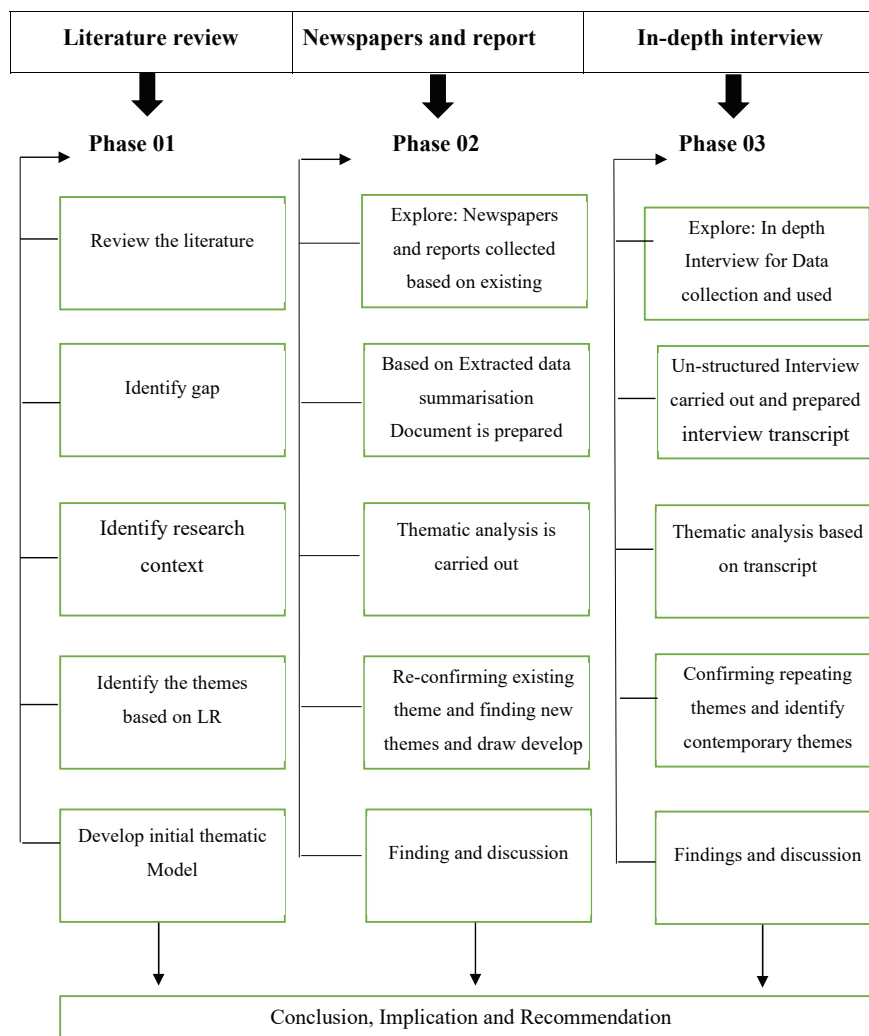 Literature review
Newspapers and report
In-depth interview
Phase 01
Phase 02
Phase 03
Review the literature
Explore: Newspapers
and reports collected
based on existing
Explore: In depth
Interview for Data
collection and used
Identify gap
Based on Extracted data
summarisation
Document is prepared
Un-structured Interview
carried out and prepared
interview transcript
Identify research
context
Thematic analysis is
carried out
Thematic analysis based
on transcript
Identify the themes
based on LR
Re-confirming existing
theme and finding new
themes and draw develop
Confirming repeating
themes and identify
contemporary themes
Develop initial thematic
Model
Finding and discussion
Findings and discussion
Conclusion, Implication and Recommendation